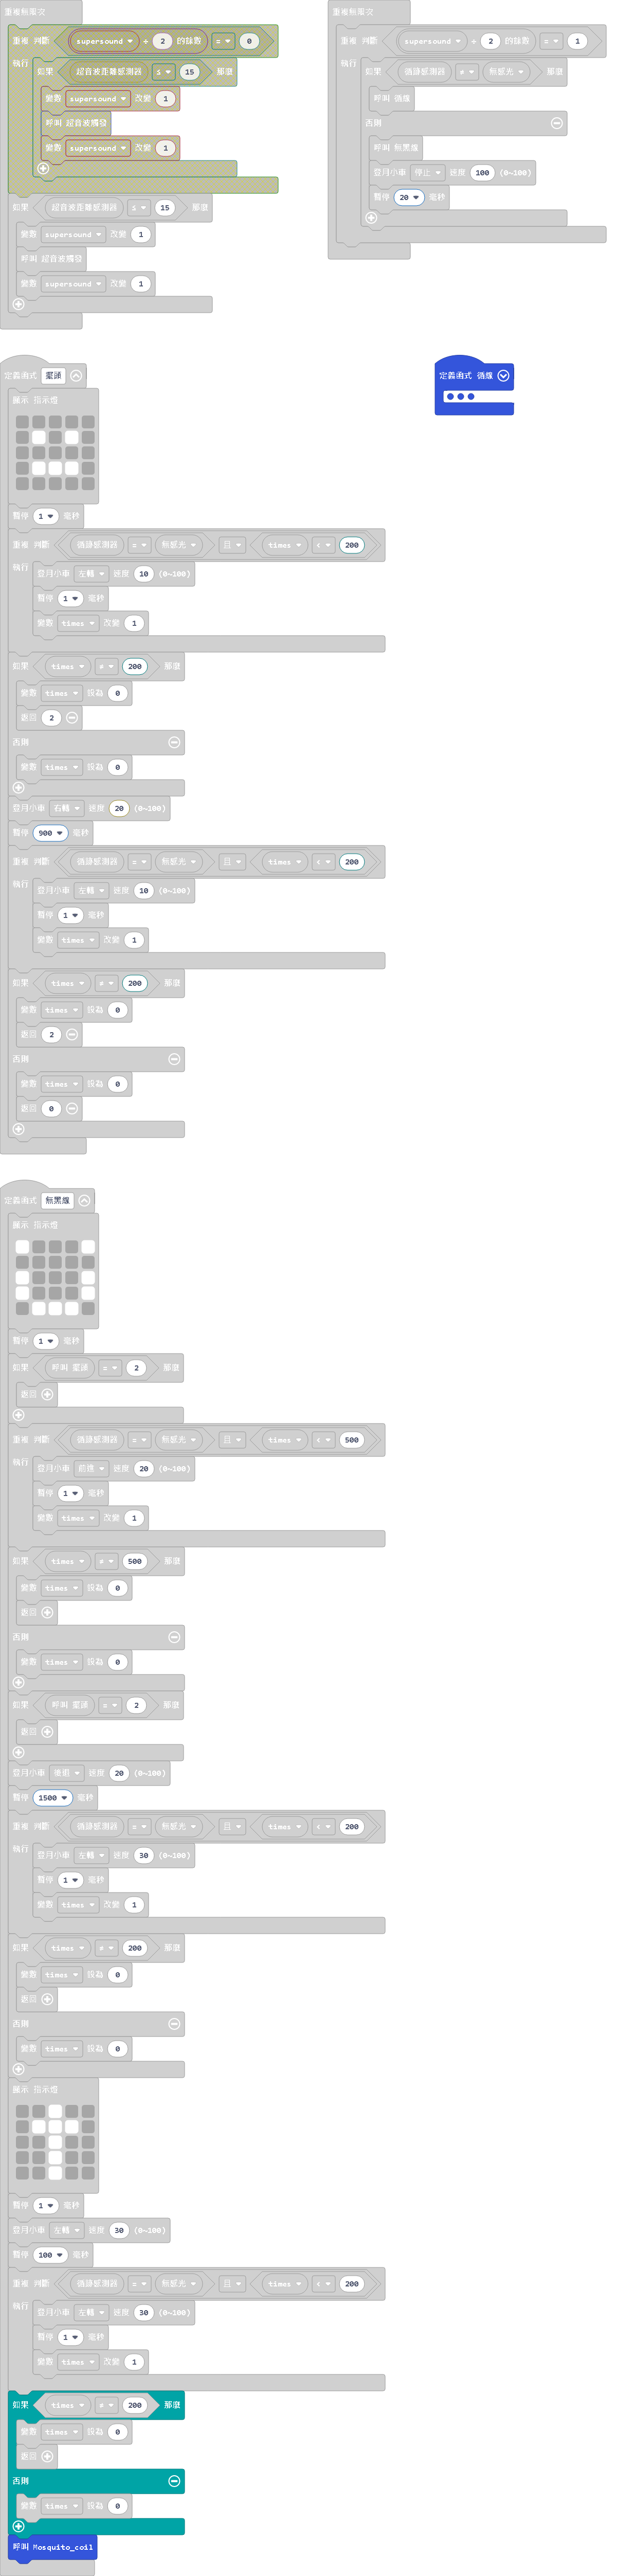 重複無限次
重複 判斷 supersound ÷ 2 的餘數 = 0
執行
如果 超音波距離感測器 ≤ 15 那麼
變數 supersound 改變 1
呼叫 超音波觸發
變數 supersound 改變 1
如果 超音波距離感測器 ≤ 15 那麼
變數 supersound 改變 1
呼叫 超音波觸發
變數 supersound 改變 1
重複無限次
重複 判斷 supersound ÷ 2 的餘數 = 1
執行
如果 循跡感測器 ≠ 無感光 那麼
呼叫 循線
否則
呼叫 無黑線
登月小車 停止 速度 100 (0~100)
暫停 20 毫秒
定義函式 擺頭
顯示 指示燈
暫停 1 毫秒
重複 判斷 循跡感測器 = 無感光 且 times < 200
執行
登月小車 左轉 速度 10 (0~100)
暫停 1 毫秒
變數 times 改變 1
如果 times ≠ 200 那麼
變數 times 設為 0
返回 2
否則
變數 times 設為 0
登月小車 右轉 速度 20 (0~100)
暫停 900 毫秒
重複 判斷 循跡感測器 = 無感光 且 times < 200
執行
登月小車 左轉 速度 10 (0~100)
暫停 1 毫秒
變數 times 改變 1
如果 times ≠ 200 那麼
變數 times 設為 0
返回 2
否則
變數 times 設為 0
返回 0
定義函式 循線
定義函式 無黑線
顯示 指示燈
暫停 1 毫秒
如果 呼叫 擺頭 = 2 那麼
返回
重複 判斷 循跡感測器 = 無感光 且 times < 500
執行
登月小車 前進 速度 20 (0~100)
暫停 1 毫秒
變數 times 改變 1
如果 times ≠ 500 那麼
變數 times 設為 0
返回
否則
變數 times 設為 0
如果 呼叫 擺頭 = 2 那麼
返回
登月小車 後退 速度 20 (0~100)
暫停 1500 毫秒
重複 判斷 循跡感測器 = 無感光 且 times < 200
執行
登月小車 左轉 速度 30 (0~100)
暫停 1 毫秒
變數 times 改變 1
如果 times ≠ 200 那麼
變數 times 設為 0
返回
否則
變數 times 設為 0
顯示 指示燈
暫停 1 毫秒
登月小車 左轉 速度 30 (0~100)
暫停 100 毫秒
重複 判斷 循跡感測器 = 無感光 且 times < 200
執行
登月小車 左轉 速度 30 (0~100)
暫停 1 毫秒
變數 times 改變 1
如果 times ≠ 200 那麼
變數 times 設為 0
返回
否則
變數 times 設為 0
呼叫 Mosquito_coil